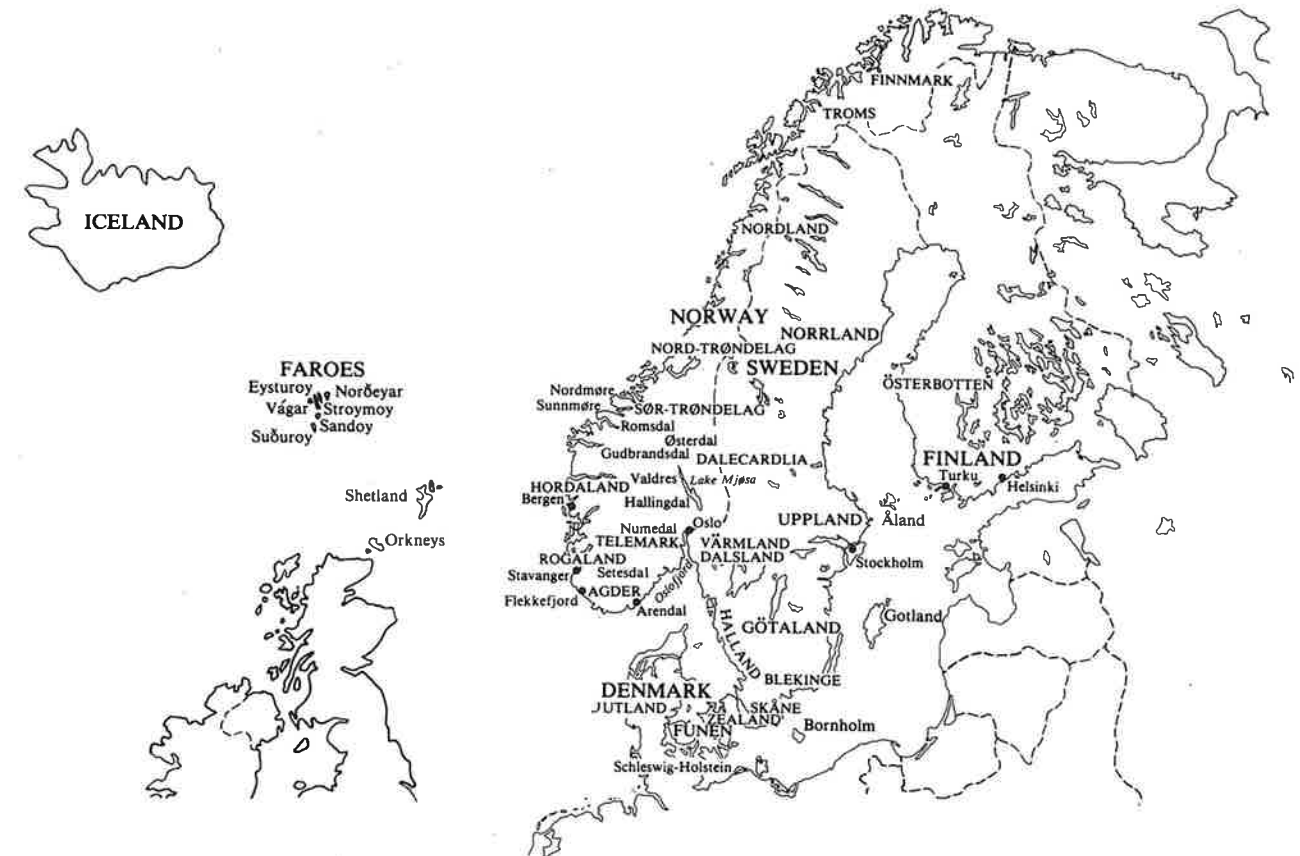 FINNMARK
TROMS
ICELAND
NORDLAND
NORWAY
NORRLAND
NORD-TRØNDELAG
SWEDEN
FAROES
Eysturoy
Norðeyar
Vágar
Stroymoy
Sandoy
Suðuroy
ÖSTERBOTTEN
Nordmøre
Sunnmøre
SØR-TRØNDELAG
Romsdal
Østerdal
Gudbrandsdal
DALECARDLIA
FINLAND
Turku
Helsinki
Valdres
Lake Mjøsa
HORDALAND
Bergen
Hallingdal
Shetland
Orkneys
Numedal
Oslo
UPPLAND
Åland
TELEMARK
VÄRMLAND
DALSLAND
Stockholm
ROGALAND
Stavanger
Setesdal
Oslofjord
Flekkefjord
AGDER
Arendal
HALLAND
GÖTALAND
Gotland
BLEKINGE
DENMARK
JUTLAND
SKÅNE
ZEALAND
FUNEN
Bornholm
Schleswig-Holstein